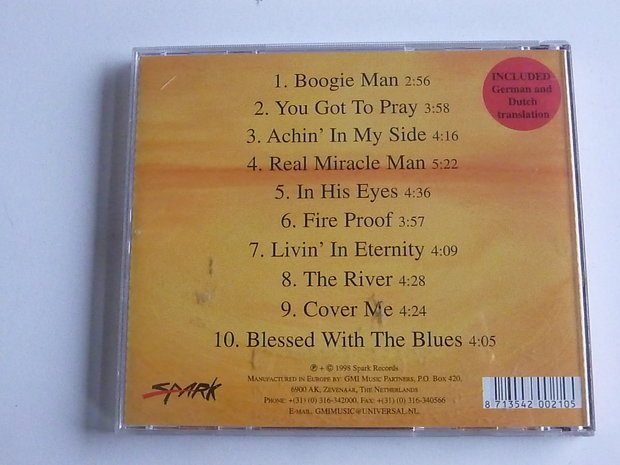 1. Boogie Man 2:56
2. You Got To Pray 3:58
3. Achin' In My Side 4:16
4. Real Miracle Man 5:22
5. In His Eyes 4:36
6. Fire Proof 3:57
7. Livin' In Eternity 4:09
8. The River 4:28
9. Cover Me 4:24
10. Blessed With The Blues 4:05
INCLUDED
German and
Dutch
translation
℗ + © 1998 Spark Records
Manufactured in Europe by: GMI Music Partners, P.O. Box 420,
6900 AK, Zevenaar, The Netherlands
Phone: +(31) (0) 316-342000, Fax: +(31) (0) 316-340566
E-mail. GMIMUSIC@UNIVERSAL.NL
SPARK
8 713542 002105